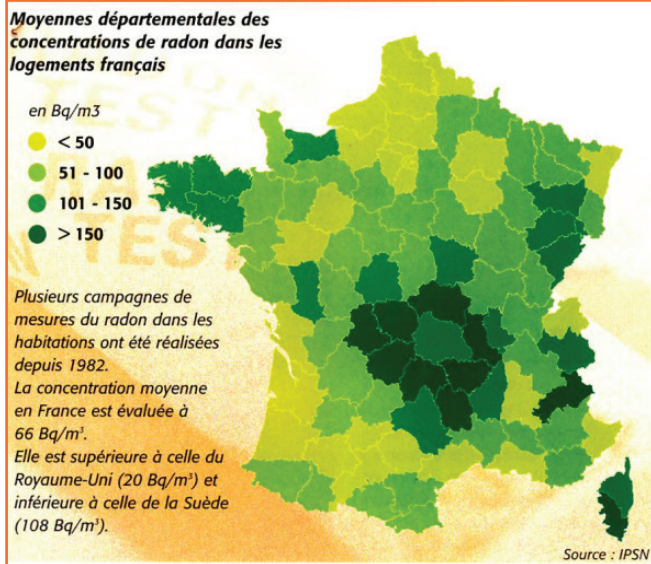 Moyennes départementales des
concentrations de radon dans les
logements français
en Bq/m3
< 50
51 - 100
101 - 150
> 150
Plusieurs campagnes de
mesures du radon dans les
habitations ont été réalisées
depuis 1982.
La concentration moyenne
en France est évaluée à
66 Bq/m³.
Elle est supérieure à celle du
Royaume-Uni (20 Bq/m³) et
inférieure à celle de la Suède
(108 Bq/m³).
Source : IPSN